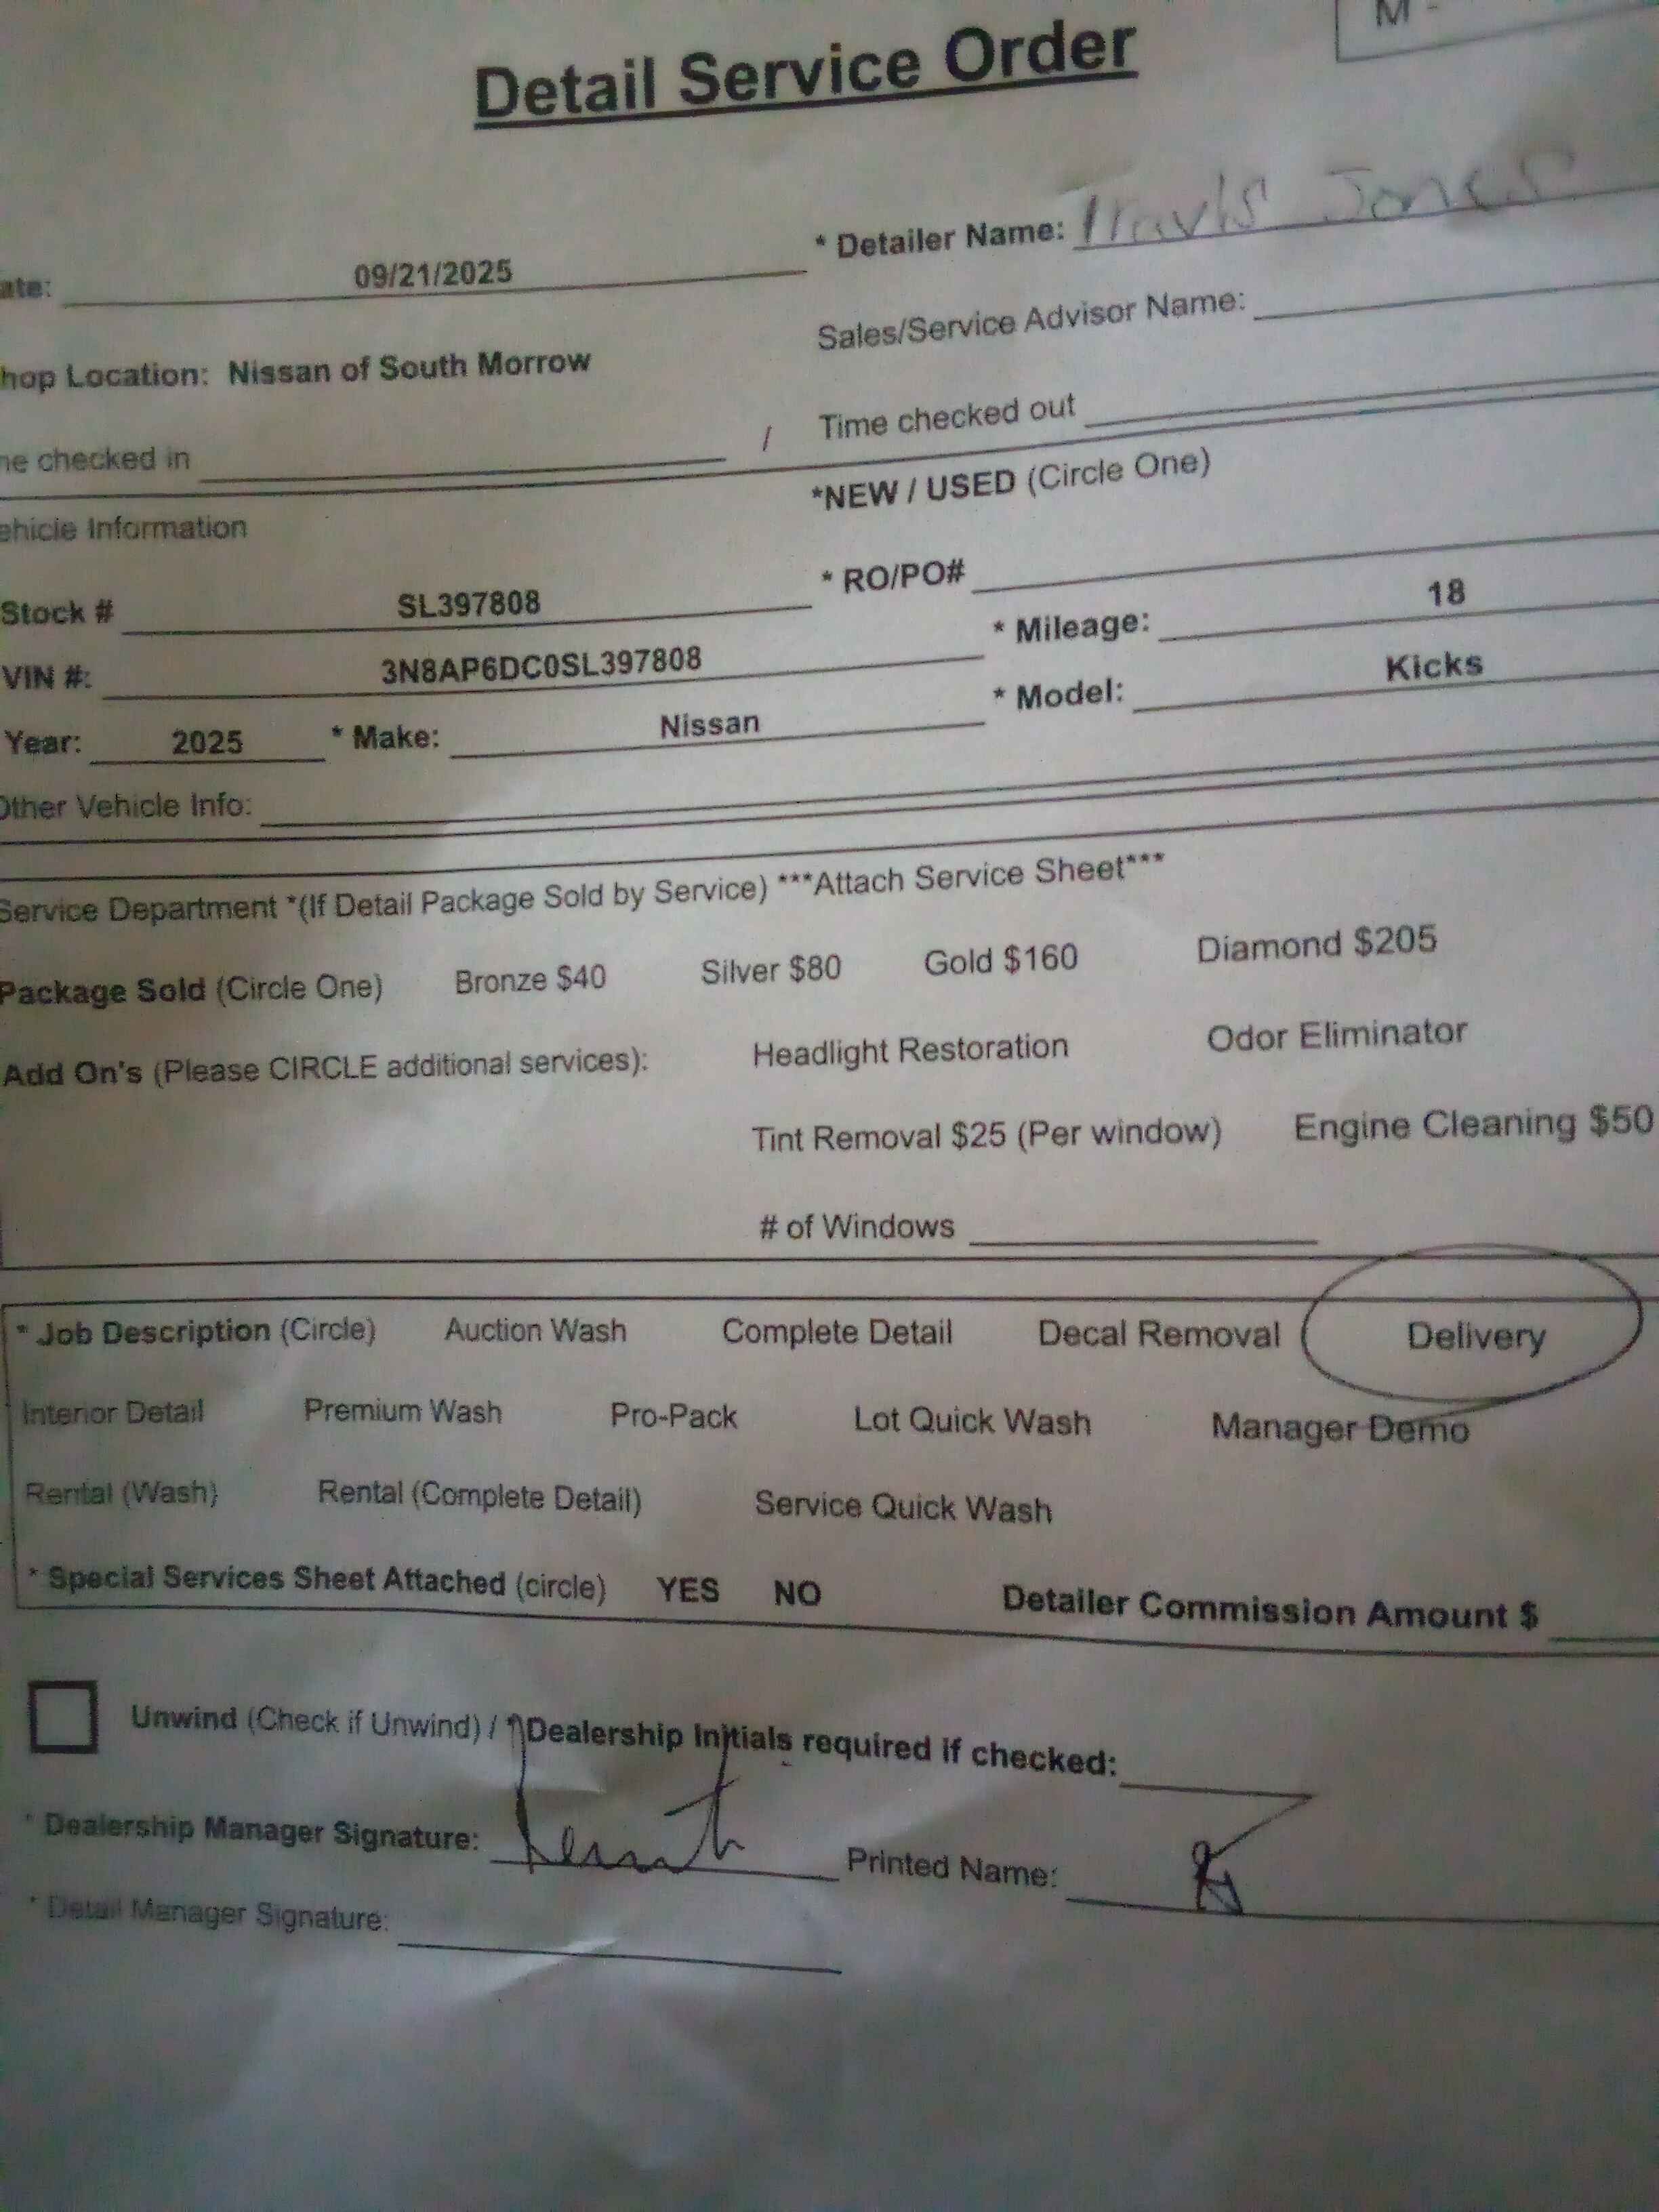 M -
Detail Service Order
ate: 09/21/2025 * Detailer Name: Travis Jones
Sales/Service Advisor Name:
hop Location: Nissan of South Morrow
ne checked in / Time checked out
ehicle Information *NEW / USED (Circle One)
Stock # SL397808 * RO/PO#
VIN #: 3N8AP6DC0SL397808 * Mileage: 18
Year: 2025 * Make: Nissan * Model: Kicks
Other Vehicle Info:
Service Department *(If Detail Package Sold by Service) ***Attach Service Sheet***
Package Sold (Circle One) Bronze $40 Silver $80 Gold $160 Diamond $205
Add On's (Please CIRCLE additional services): Headlight Restoration Odor Eliminator
Tint Removal $25 (Per window) Engine Cleaning $50
# of Windows
* Job Description (Circle) Auction Wash Complete Detail Decal Removal Delivery
Interior Detail Premium Wash Pro-Pack Lot Quick Wash Manager Demo
Rental (Wash) Rental (Complete Detail) Service Quick Wash
* Special Services Sheet Attached (circle) YES NO Detailer Commission Amount $
Unwind (Check if Unwind) / *Dealership Initials required if checked:
* Dealership Manager Signature: Printed Name:
* Detail Manager Signature: